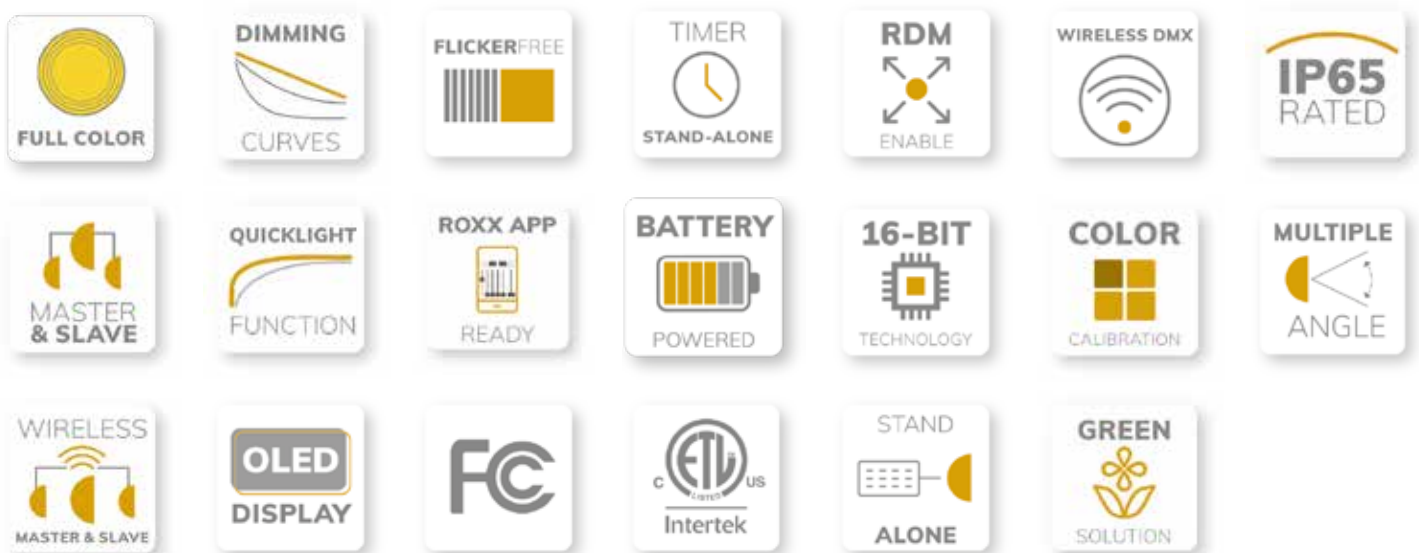 FULL COLOR
DIMMING
CURVES
FLICKERFREE
TIMER
STAND-ALONE
RDM
ENABLE
WIRELESS DMX
IP65
RATED
MASTER
& SLAVE
QUICKLIGHT
FUNCTION
ROXX APP
READY
BATTERY
POWERED
16-BIT
TECHNOLOGY
COLOR
CALIBRATION
MULTIPLE
ANGLE
WIRELESS
MASTER & SLAVE
OLED
DISPLAY
FC
ETL
C US
LISTED
Intertek
STAND
ALONE
GREEN
SOLUTION